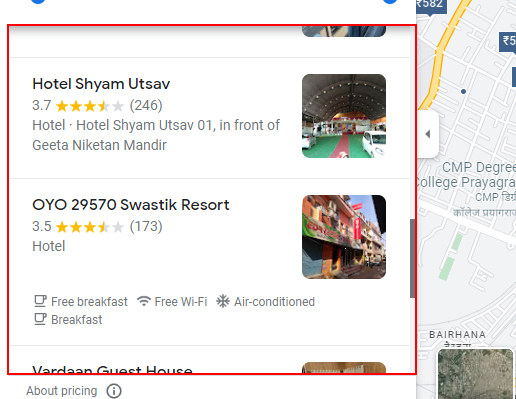 ₹582
Hotel Shyam Utsav
3.7 (246)
Hotel · Hotel Shyam Utsav 01, in front of
Geeta Niketan Mandir
OYO 29570 Swastik Resort
3.5 (173)
Hotel
Free breakfast Free Wi-Fi Air-conditioned
Breakfast
Vardaan Guest House
About pricing
₹5
CMP Degree
College Prayagra
CMP डिग्री
कॉलेज प्रयागराज
BAIRHANA
बैरहना